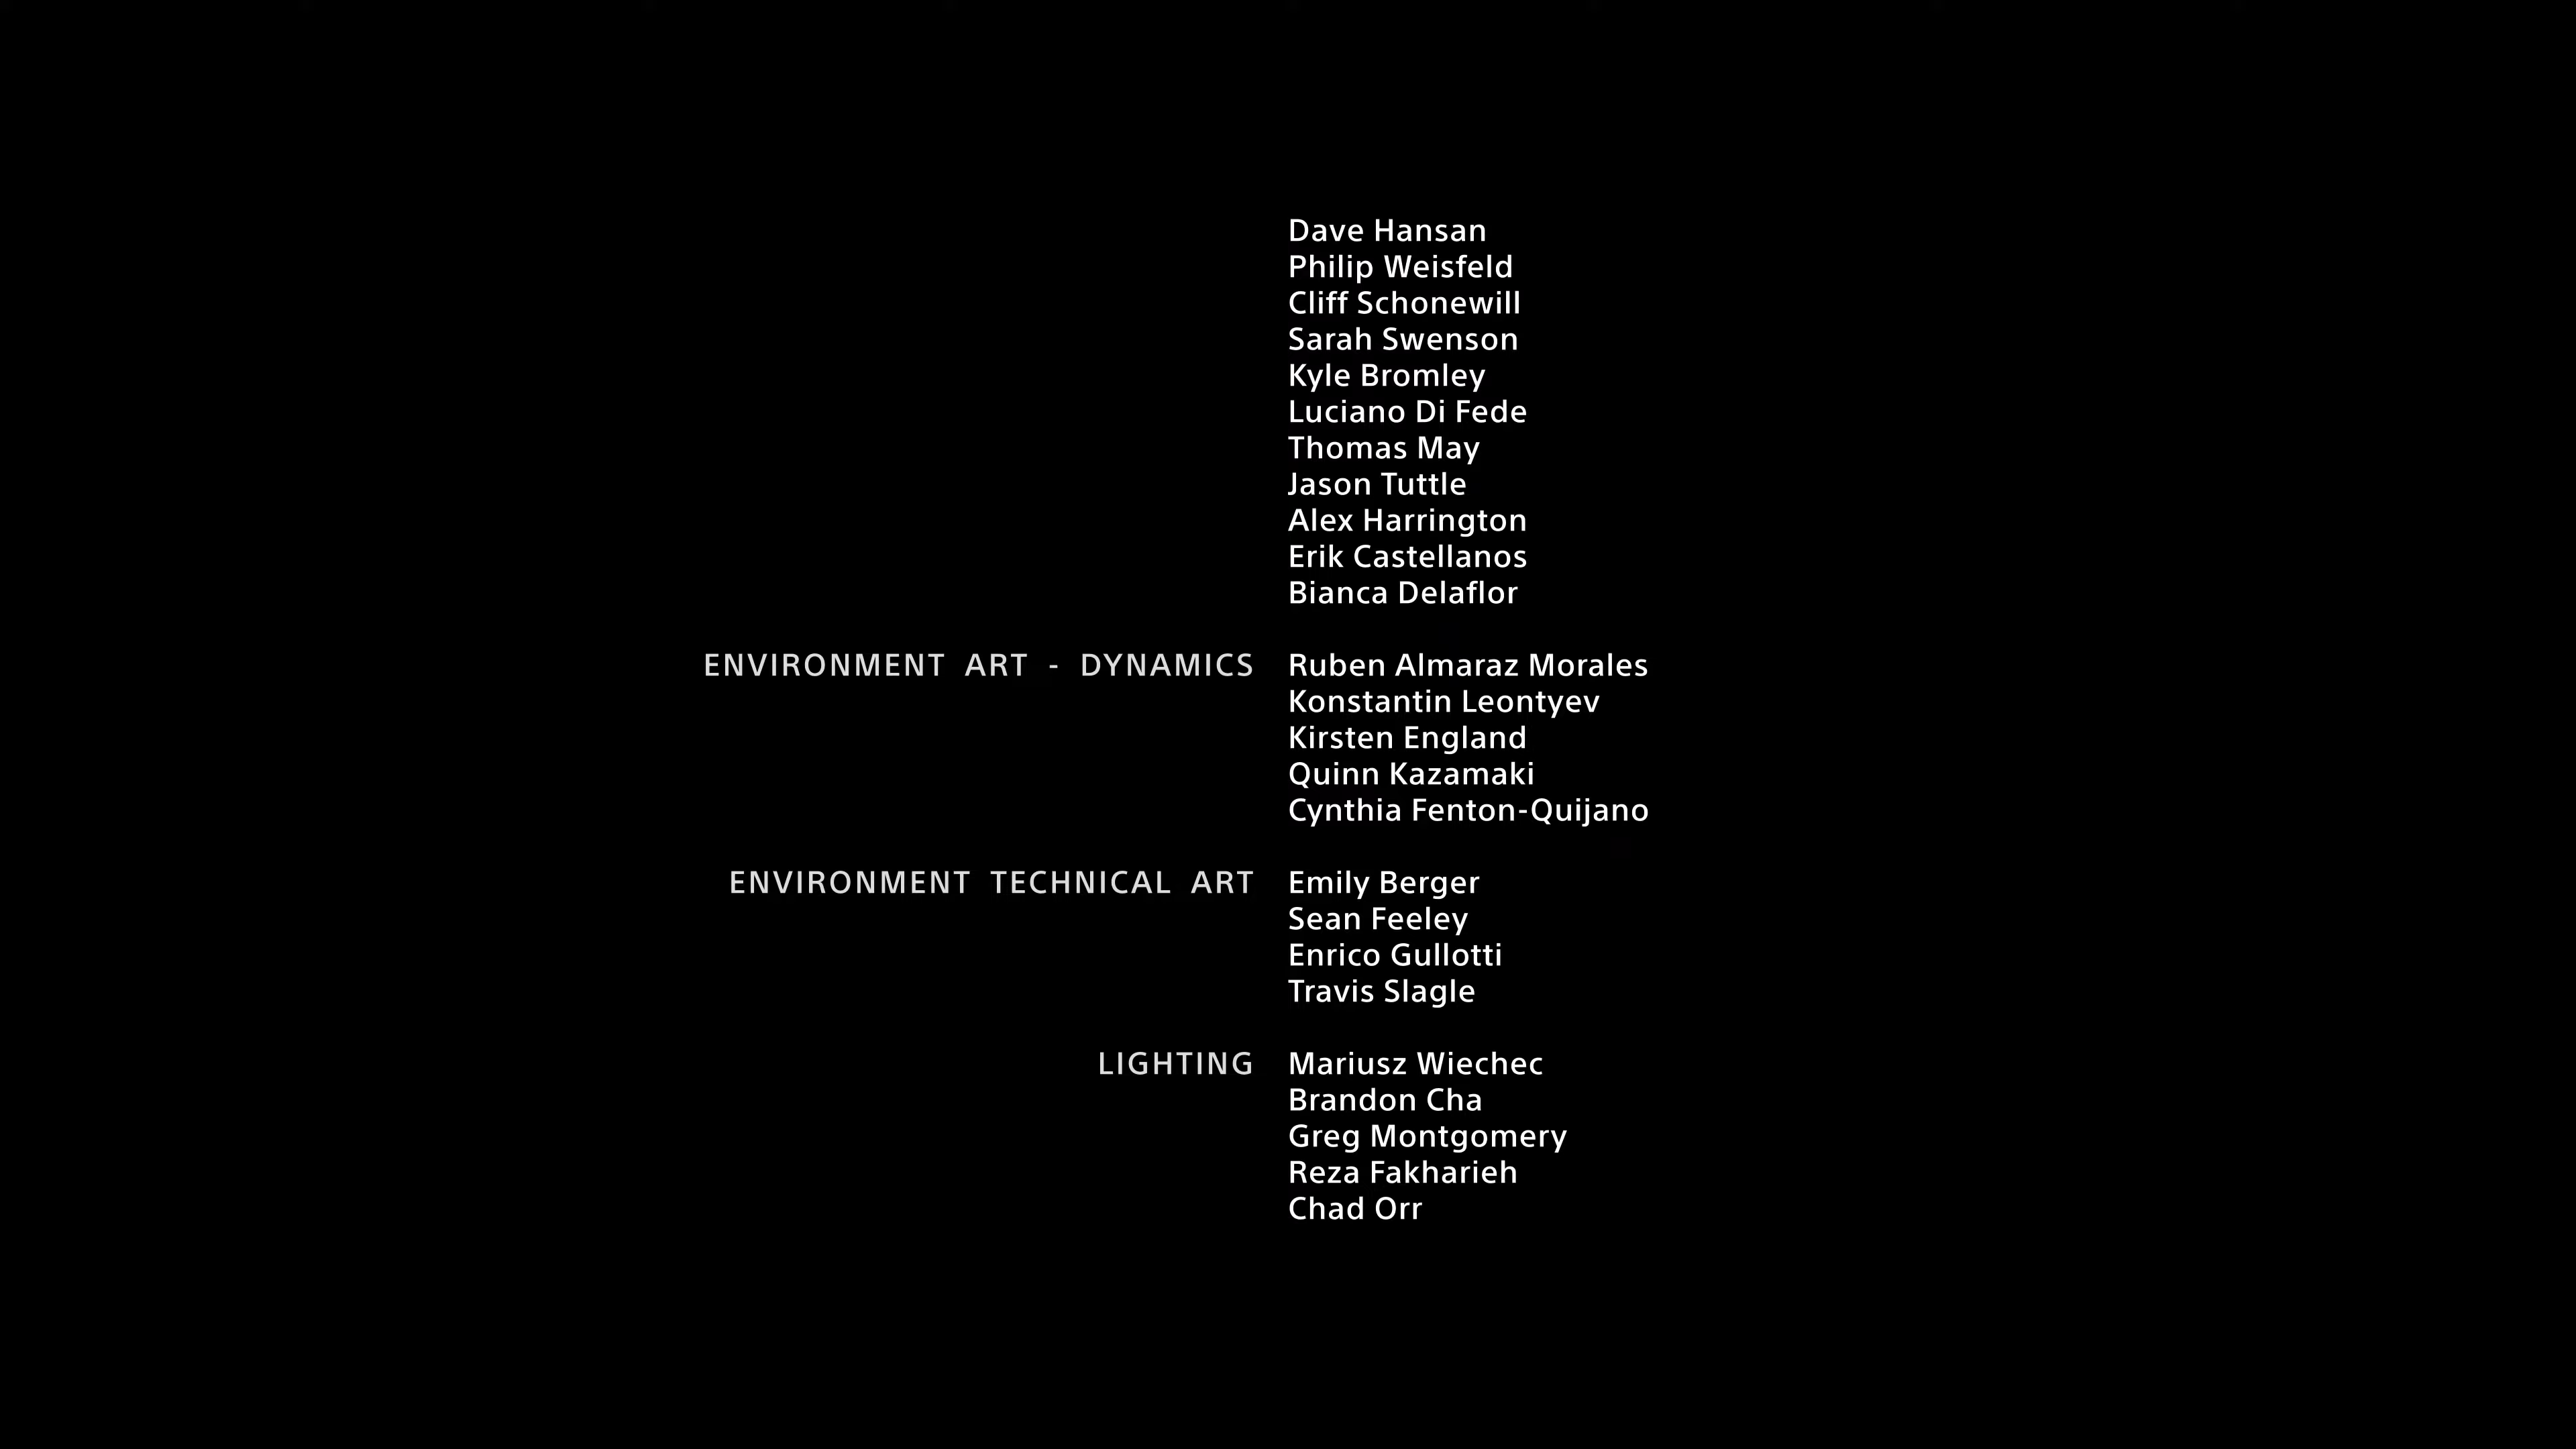 Dave Hansan
Philip Weisfeld
Cliff Schonewill
Sarah Swenson
Kyle Bromley
Luciano Di Fede
Thomas May
Jason Tuttle
Alex Harrington
Erik Castellanos
Bianca Delaflor
ENVIRONMENT ART - DYNAMICS Ruben Almaraz Morales
Konstantin Leontyev
Kirsten England
Quinn Kazamaki
Cynthia Fenton-Quijano
ENVIRONMENT TECHNICAL ART Emily Berger
Sean Feeley
Enrico Gullotti
Travis Slagle
LIGHTING Mariusz Wiechec
Brandon Cha
Greg Montgomery
Reza Fakharieh
Chad Orr